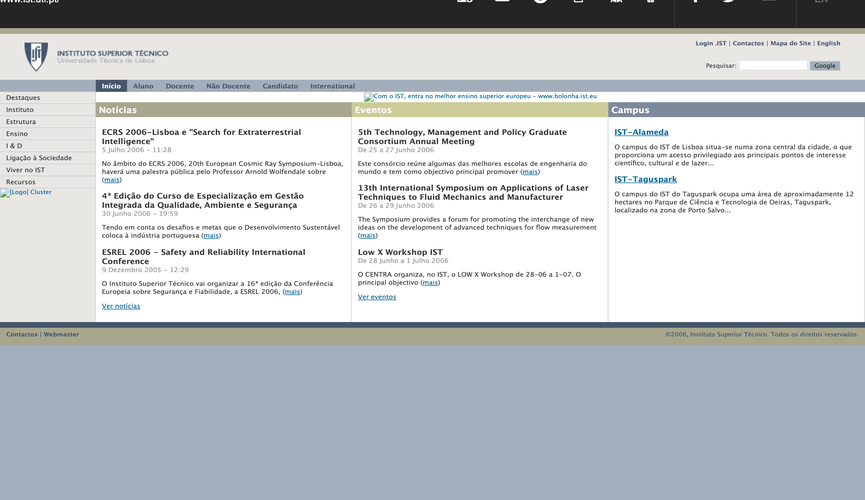 www.ist.utl.pt
EN
INSTITUTO SUPERIOR TÉCNICO
Universidade Técnica de Lisboa
Login .IST | Contactos | Mapa do Site | English
Pesquisar:
Google
Início Aluno Docente Não Docente Candidato International
Destaques
Instituto
Estrutura
Ensino
I & D
Ligação à Sociedade
Viver no IST
Recursos
[Logo] Cluster
Com o IST, entra no melhor ensino superior europeu - www.bolonha.ist.eu
Notícias
ECRS 2006-Lisboa e "Search for Extraterrestrial
Intelligence"
5 Julho 2006 - 11:28
No âmbito do ECRS 2006, 20th European Cosmic Ray Symposium-Lisboa,
haverá uma palestra pública pelo Professor Arnold Wolfendale sobre
(mais)
4ª Edição do Curso de Especialização em Gestão
Integrada da Qualidade, Ambiente e Segurança
30 Junho 2006 - 19:59
Tendo em conta os desafios e metas que o Desenvolvimento Sustentável
coloca à indústria portuguesa (mais)
ESREL 2006 - Safety and Reliability International
Conference
9 Dezembro 2005 - 12:29
O Instituto Superior Técnico vai organizar a 16ª edição da Conferência
Europeia sobre Segurança e Fiabilidade, a ESREL 2006, (mais)
Ver notícias
Eventos
5th Technology, Management and Policy Graduate
Consortium Annual Meeting
De 25 a 27 Junho 2006
Este consórcio reúne algumas das melhores escolas de engenharia do
mundo e tem como objectivo principal promover (mais)
13th International Symposium on Applications of Laser
Techniques to Fluid Mechanics and Manufacturer
De 26 a 29 Junho 2006
The Symposium provides a forum for promoting the interchange of new
ideas on the development of advanced techniques for flow measurement
(mais)
Low X Workshop IST
De 28 Junho a 1 Julho 2006
O CENTRA organiza, no IST, o LOW X Workshop de 28-06 a 1-07. O
principal objectivo (mais)
Ver eventos
Campus
IST-Alameda
O campus do IST de Lisboa situa-se numa zona central da cidade, o que
proporciona um acesso privilegiado aos principais pontos de interesse
científico, cultural e de lazer...
IST-Taguspark
O campus do IST do Taguspark ocupa uma área de aproximadamente 12
hectares no Parque de Ciência e Tecnologia de Oeiras, Taguspark,
localizado na zona de Porto Salvo...
Contactos | Webmaster
©2006, Instituto Superior Técnico. Todos os direitos reservados.